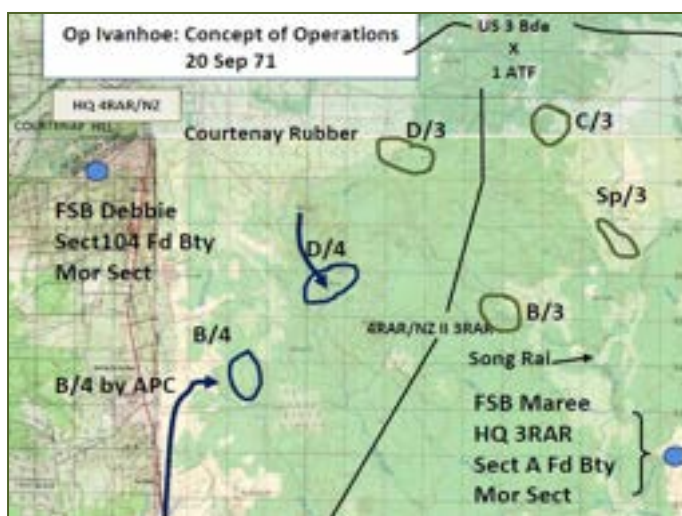 Op Ivanhoe: Concept of Operations
20 Sep 71
US 3 Bde
X
1 ATF
HQ 4RAR/NZ
COURTENAY HILL
Courtenay Rubber
D/3
C/3
FSB Debbie
Sect104 Fd Bty
Mor Sect
Sp/3
D/4
B/3
4RAR/NZ II 3RAR
B/4
Song Rai
B/4 by APC
FSB Maree
HQ 3RAR
Sect A Fd Bty
Mor Sect